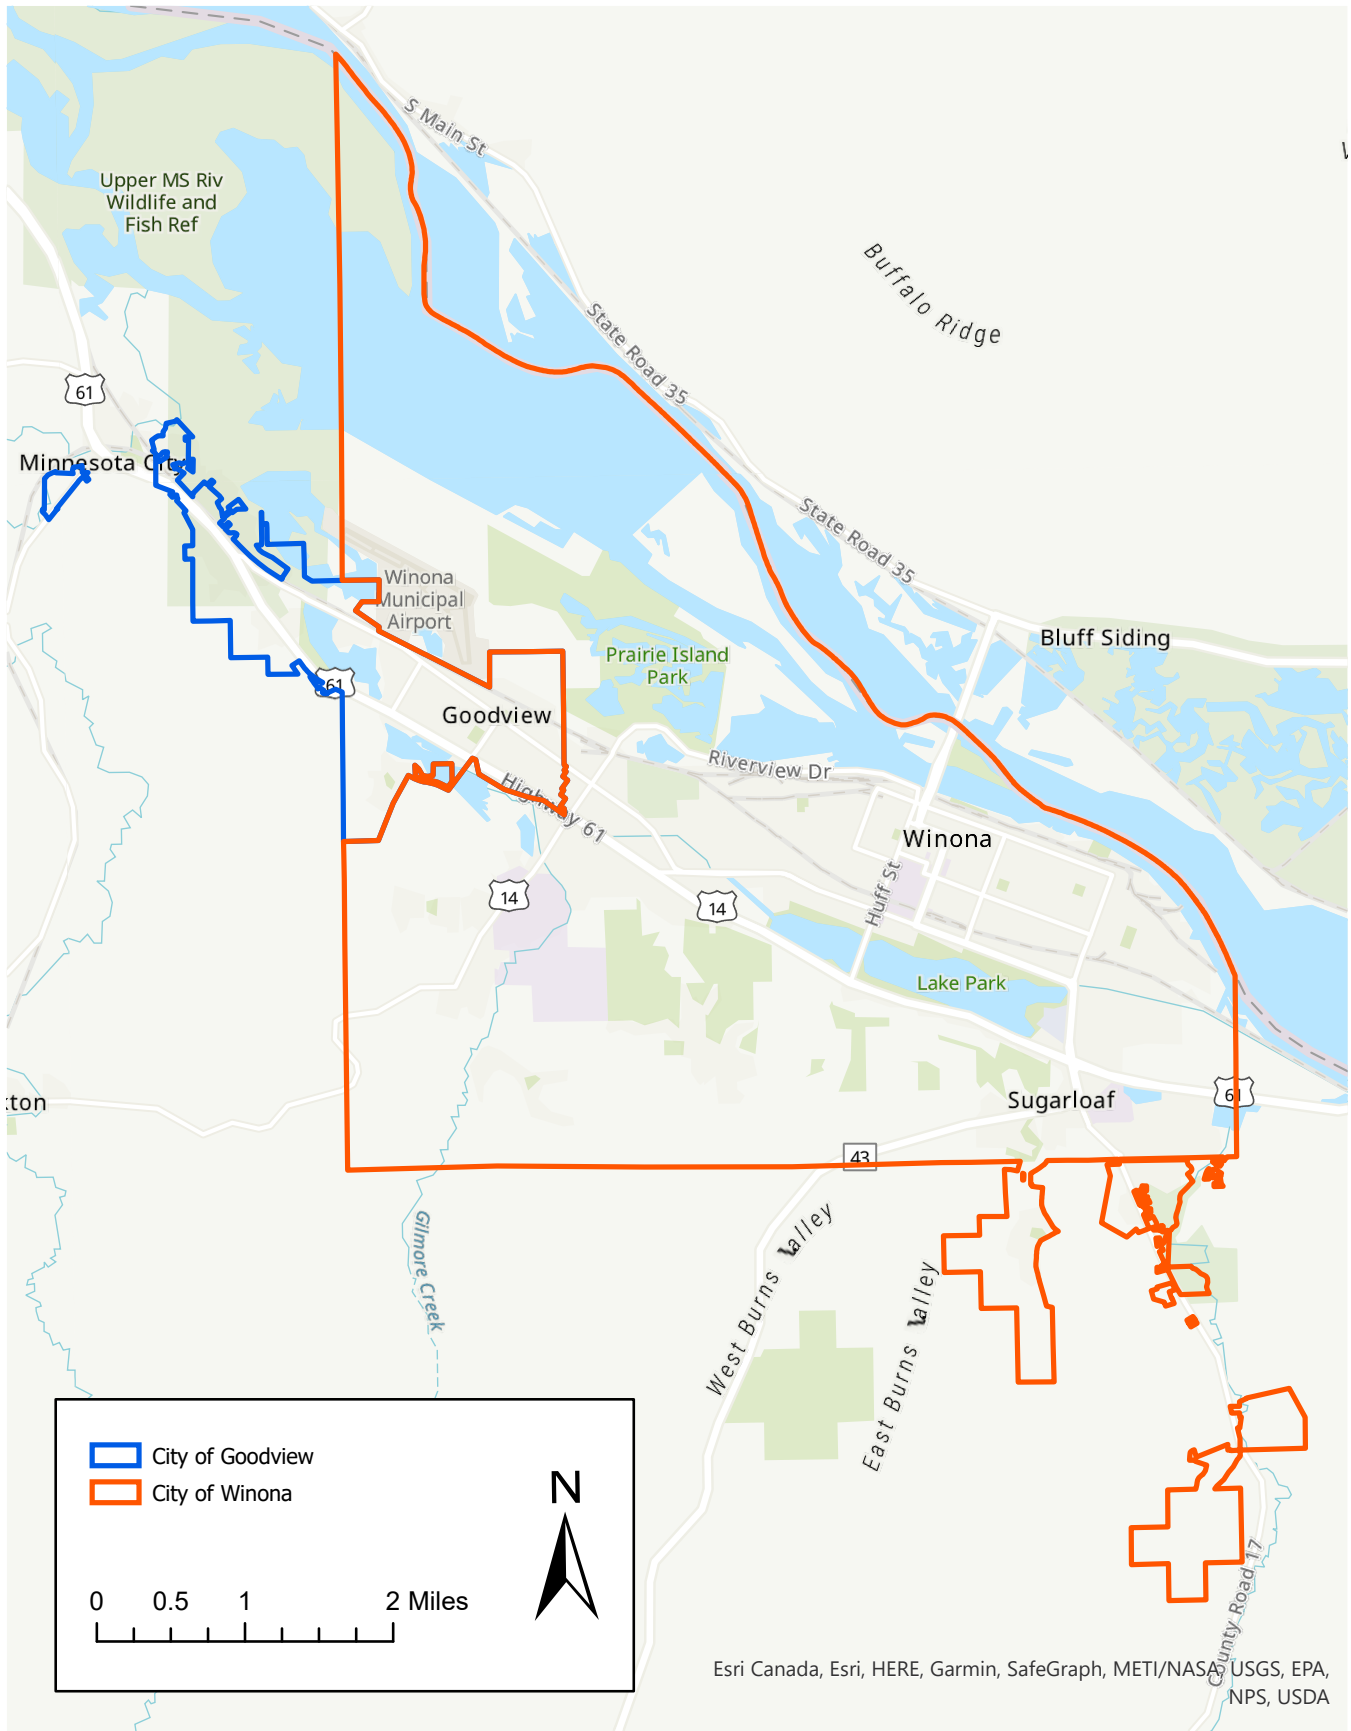 S Main St
V
Upper MS Riv
Wildlife and
Fish Ref
Buffalo Ridge
State Road 35
61
Minnesota City
State Road 35
Winona
Municipal
Airport
Bluff Siding
Prairie Island
Park
61
Goodview
Riverview Dr
Highway 61
Winona
Huff St
14
14
Lake Park
61
xton
Sugarloaf
43
Gilmore Creek
West Burns Valley
East Burns Valley
City of Goodview
City of Winona
N
0 0.5 1 2 Miles
County Road 17
Esri Canada, Esri, HERE, Garmin, SafeGraph, METI/NASA, USGS, EPA,
NPS, USDA